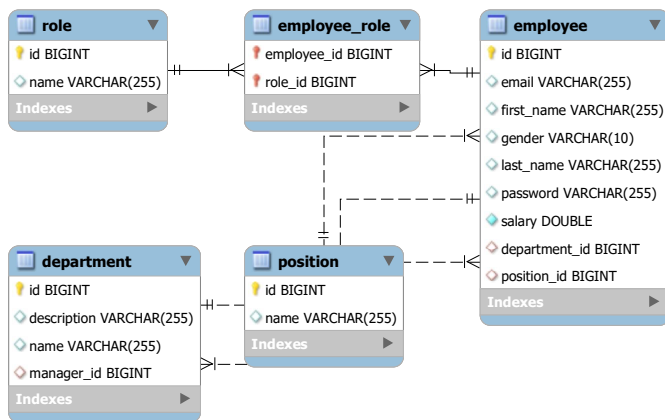 role
id BIGINT
name VARCHAR(255)
Indexes
employee_role
employee_id BIGINT
role_id BIGINT
Indexes
employee
id BIGINT
email VARCHAR(255)
first_name VARCHAR(255)
gender VARCHAR(10)
last_name VARCHAR(255)
password VARCHAR(255)
salary DOUBLE
department_id BIGINT
position_id BIGINT
Indexes
department
id BIGINT
description VARCHAR(255)
name VARCHAR(255)
manager_id BIGINT
Indexes
position
id BIGINT
name VARCHAR(255)
Indexes